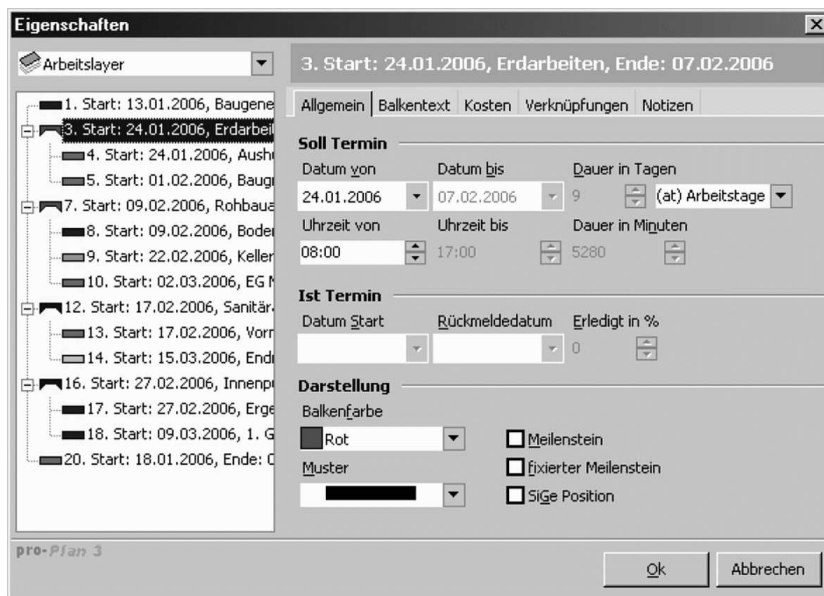 Eigenschaften
Arbeitslayer
1. Start: 13.01.2006, Baugene
3. Start: 24.01.2006, Erdarbei
4. Start: 24.01.2006, Aush
5. Start: 01.02.2006, Baugr
7. Start: 09.02.2006, Rohbaua
8. Start: 09.02.2006, Boder
9. Start: 22.02.2006, Keller
10. Start: 02.03.2006, EG M
12. Start: 17.02.2006, Sanitär.
13. Start: 17.02.2006, Vorr
14. Start: 15.03.2006, Endr
16. Start: 27.02.2006, Innenpu
17. Start: 27.02.2006, Erge
18. Start: 09.03.2006, 1. G
20. Start: 18.01.2006, Ende: 0
3. Start: 24.01.2006, Erdarbeiten, Ende: 07.02.2006
Allgemein Balkentext Kosten Verknüpfungen Notizen
Soll Termin
Datum von Datum bis Dauer in Tagen
24.01.2006 07.02.2006 9 (at) Arbeitstage
Uhrzeit von Uhrzeit bis Dauer in Minuten
08:00 17:00 5280
Ist Termin
Datum Start Rückmeldedatum Erledigt in %
0
Darstellung
Balkenfarbe
Rot Meilenstein
Muster fixierter Meilenstein
SiGe Position
pro-Plan 3
Ok Abbrechen